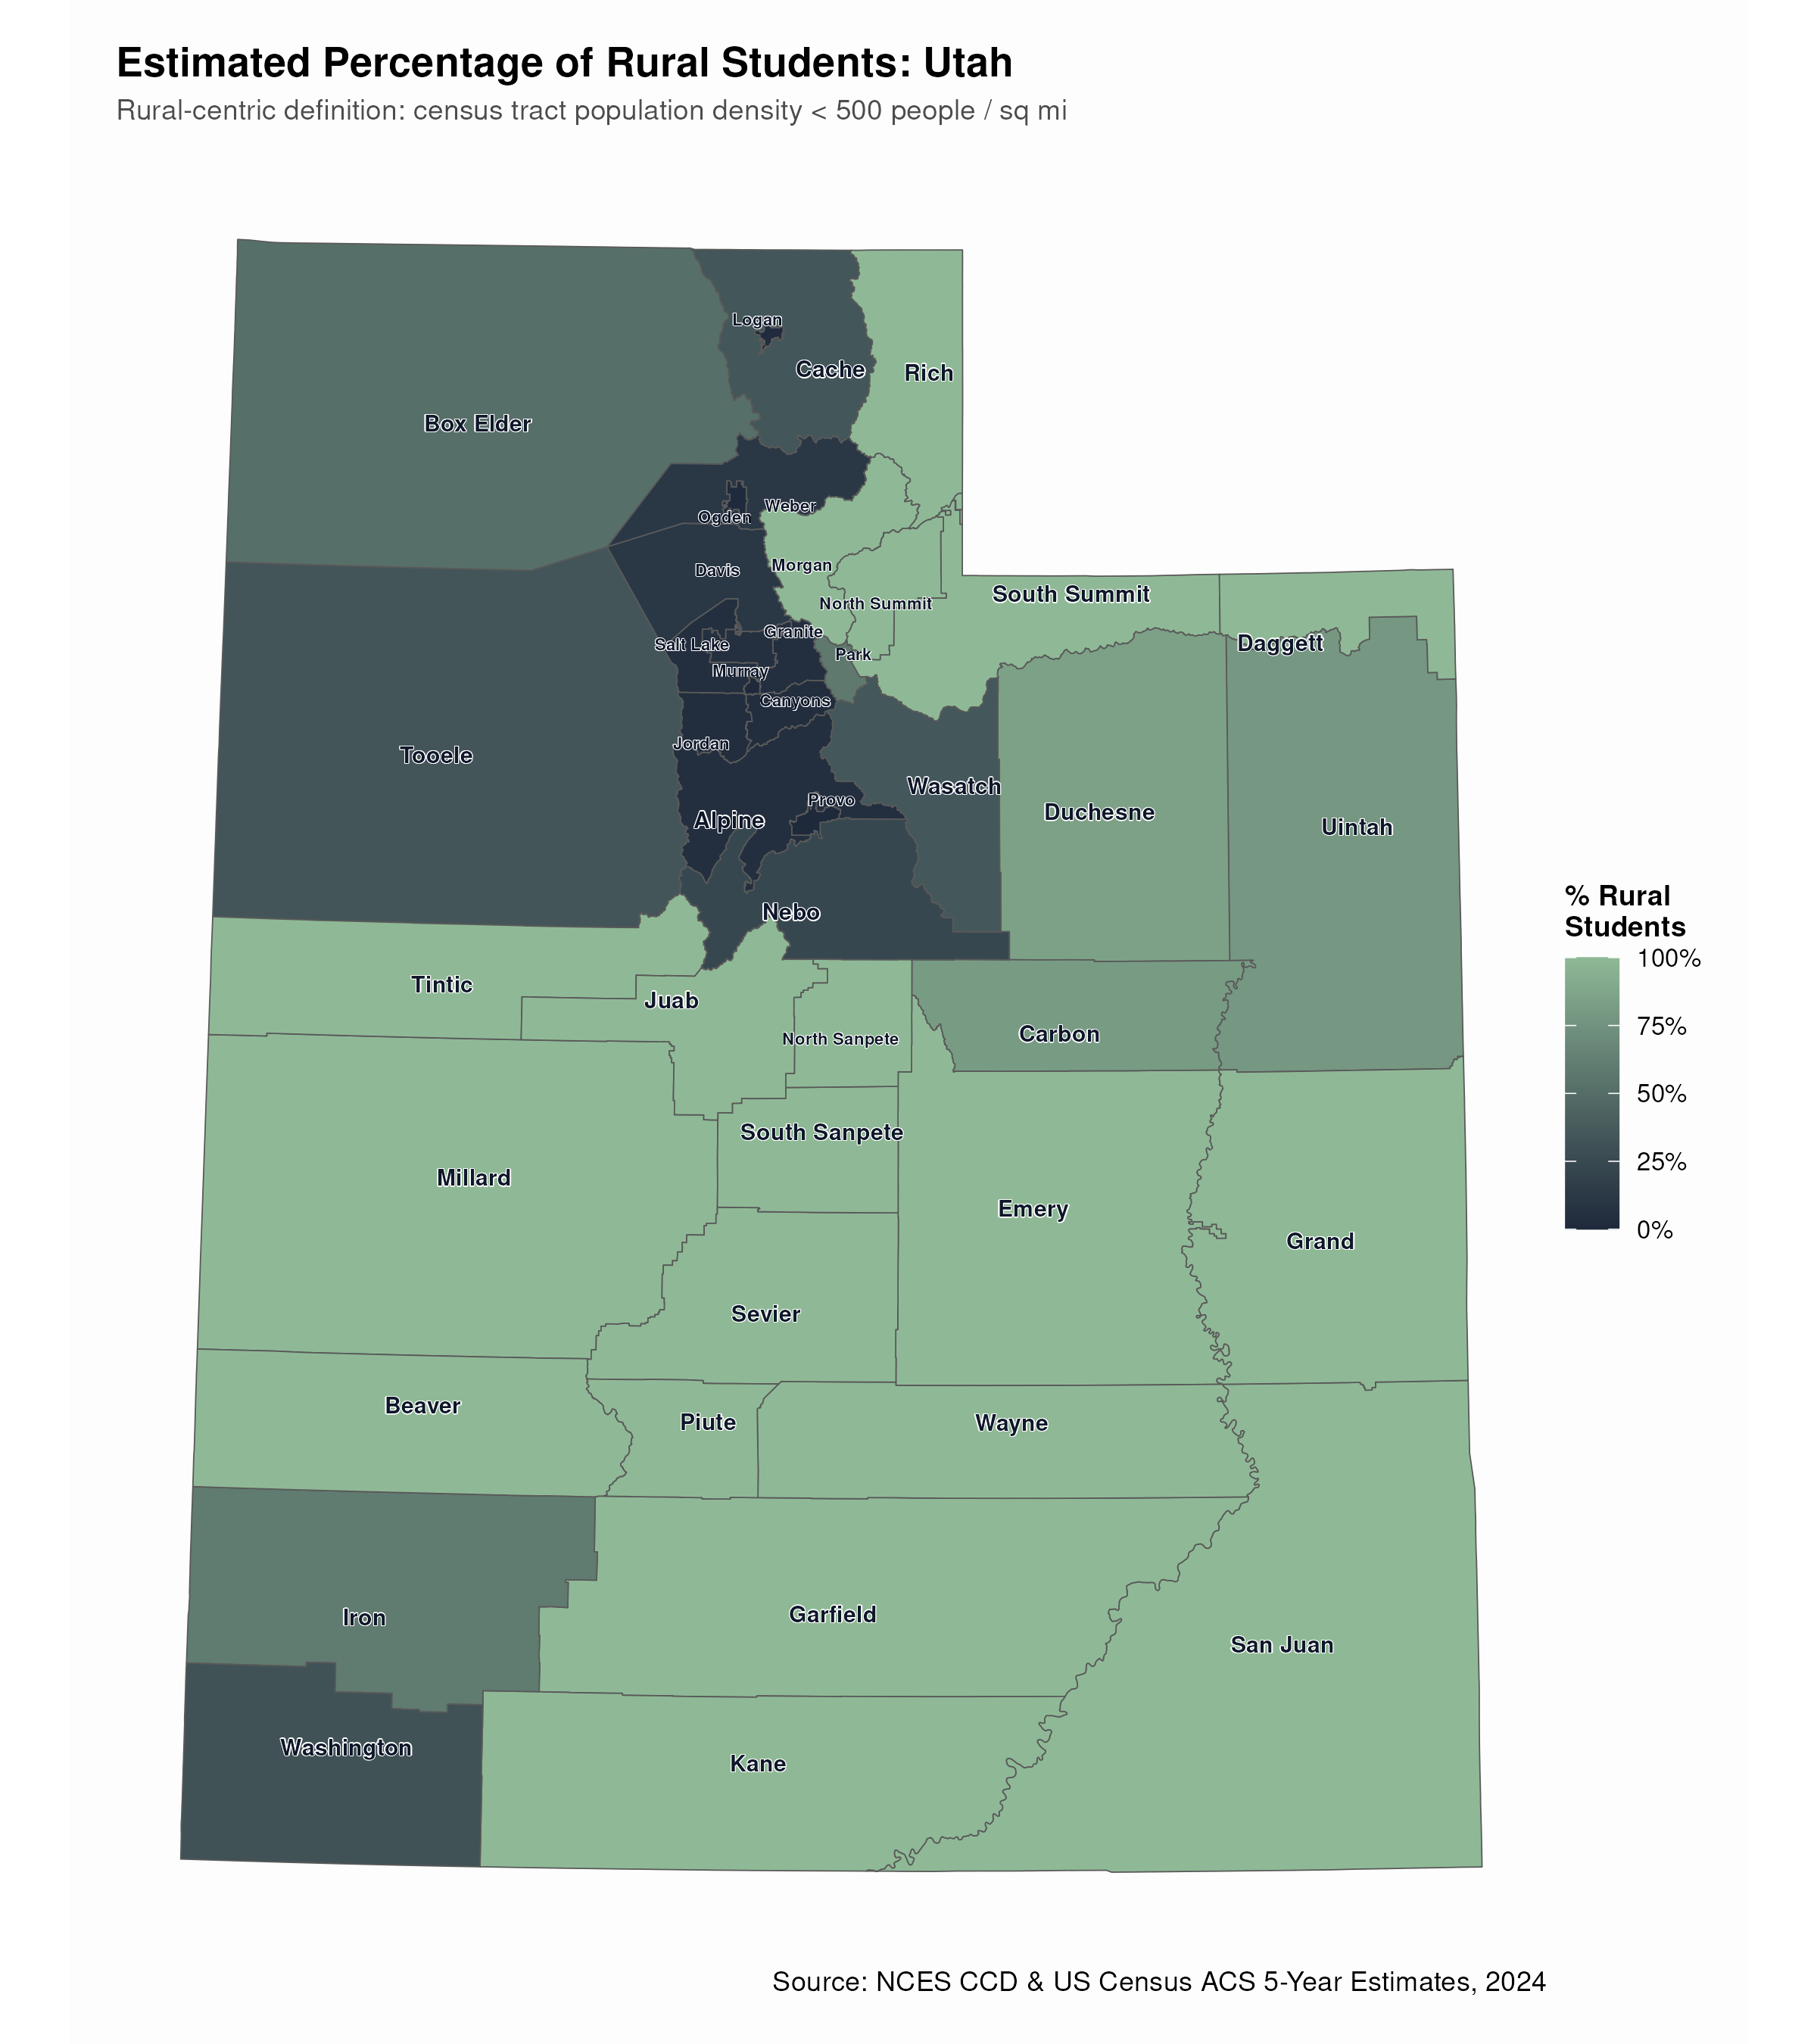 Estimated Percentage of Rural Students: Utah
Rural-centric definition: census tract population density < 500 people / sq mi
Logan
Cache
Rich
Box Elder
Weber
Ogden
Morgan
Davis
South Summit
North Summit
Granite
Daggett
Salt Lake
Park
Murray
Canyons
Jordan
Tooele
Wasatch
Provo
Duchesne
Alpine
Uintah
Nebo
% Rural
Students
100%
75%
50%
25%
0%
Tintic
Juab
Carbon
North Sanpete
South Sanpete
Millard
Emery
Grand
Sevier
Beaver
Piute
Wayne
Iron
Garfield
San Juan
Washington
Kane
Source: NCES CCD & US Census ACS 5-Year Estimates, 2024